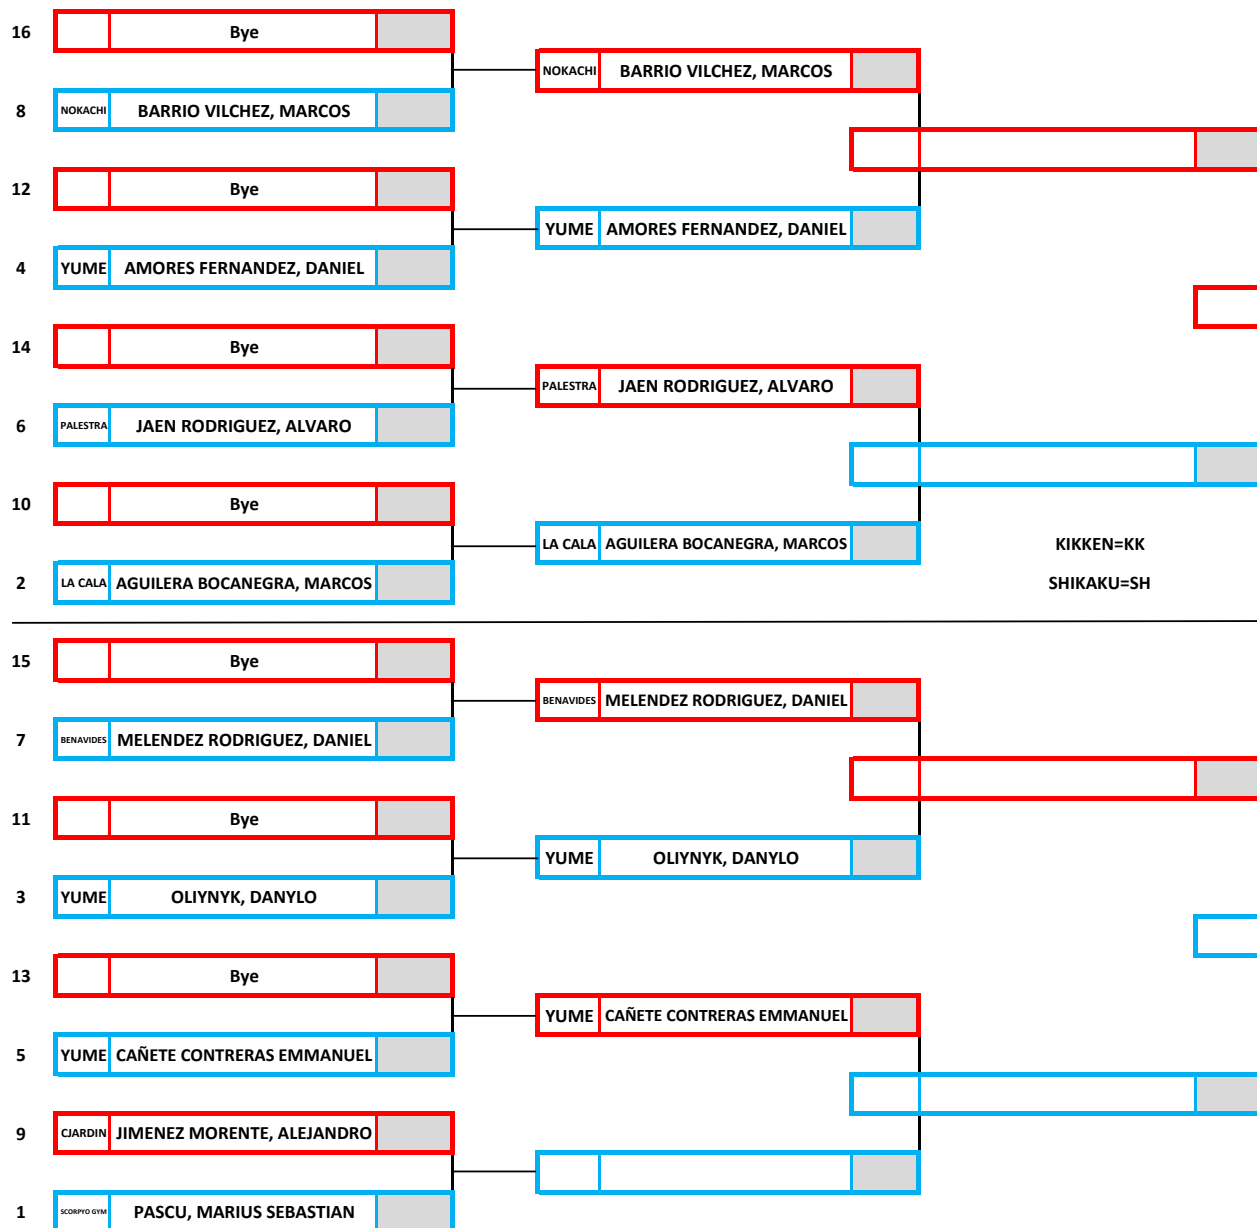 16 Bye
NOKACHI BARRIO VILCHEZ, MARCOS
8 NOKACHI BARRIO VILCHEZ, MARCOS
12 Bye
YUME AMORES FERNANDEZ, DANIEL
4 YUME AMORES FERNANDEZ, DANIEL
14 Bye
PALESTRA JAEN RODRIGUEZ, ALVARO
6 PALESTRA JAEN RODRIGUEZ, ALVARO
10 Bye
LA CALA AGUILERA BOCANEGRA, MARCOS KIKKEN=KK
2 LA CALA AGUILERA BOCANEGRA, MARCOS SHIKAKU=SH
15 Bye
BENAVIDES MELENDEZ RODRIGUEZ, DANIEL
7 BENAVIDES MELENDEZ RODRIGUEZ, DANIEL
11 Bye
YUME OLIYNYK, DANYLO
3 YUME OLIYNYK, DANYLO
13 Bye
YUME CAÑETE CONTRERAS EMMANUEL
5 YUME CAÑETE CONTRERAS EMMANUEL
9 CJARDIN JIMENEZ MORENTE, ALEJANDRO
1 SCORPYO GYM PASCU, MARIUS SEBASTIAN